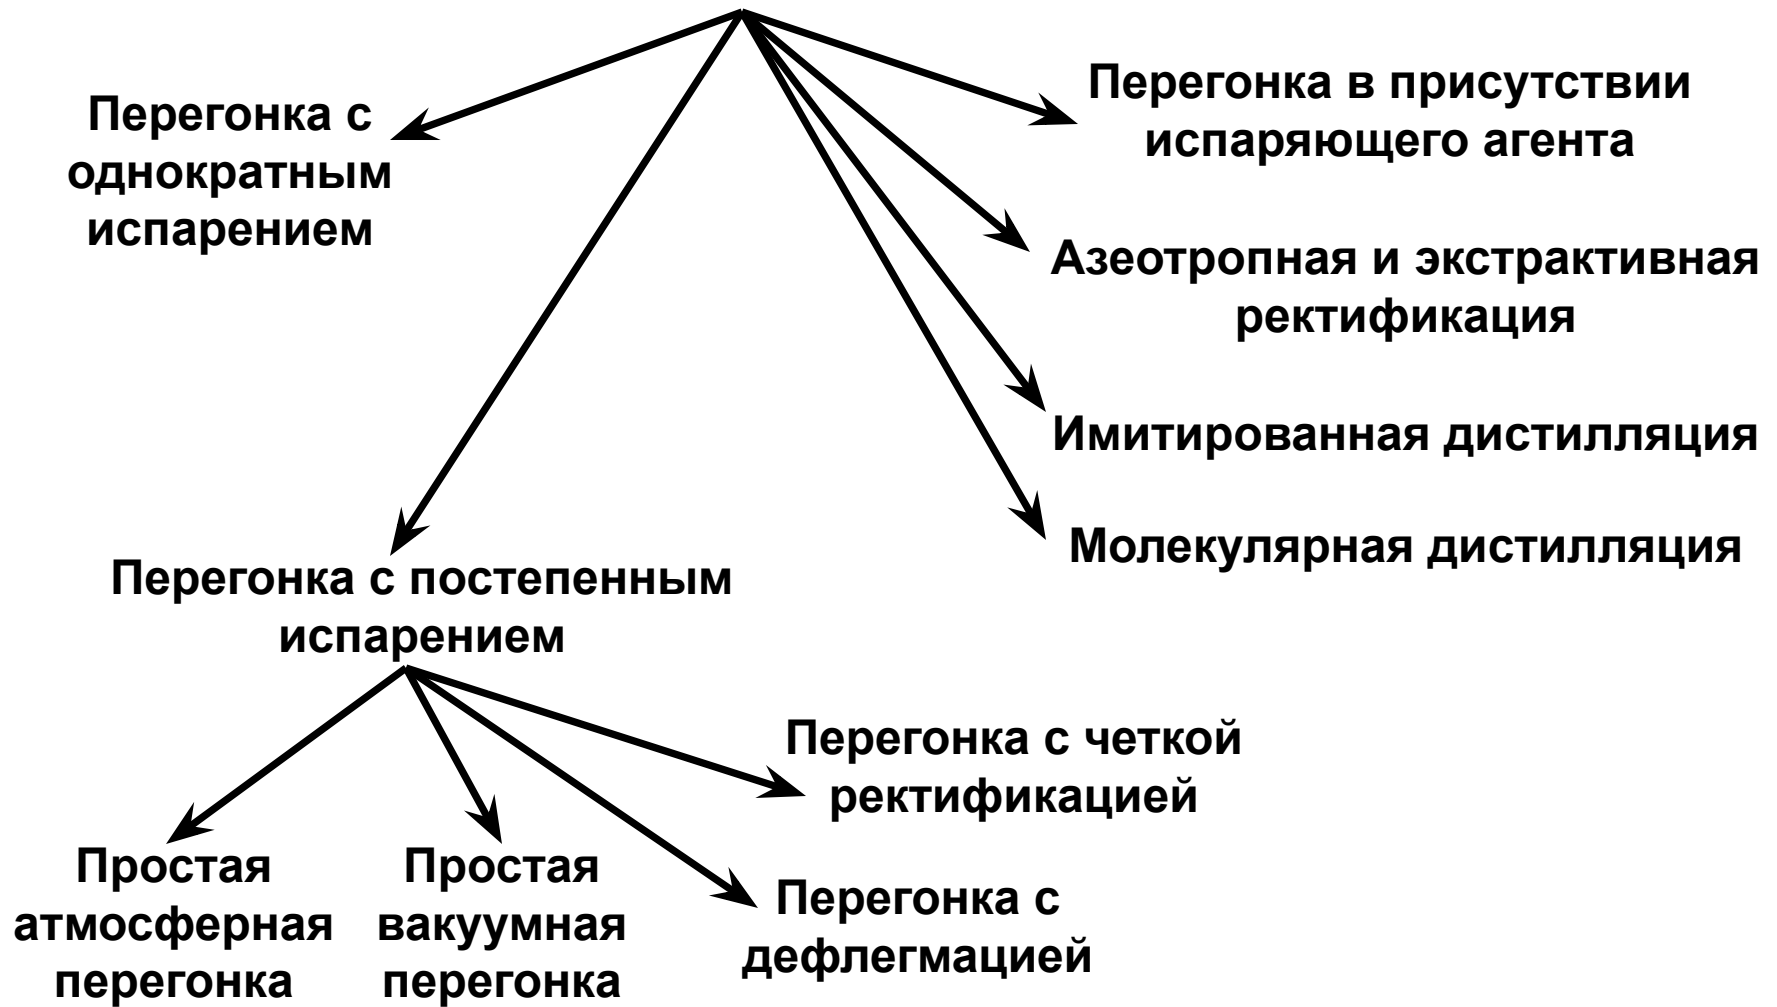 Перегонка с
однократным
испарением
Перегонка в присутствии
испаряющего агента
Азеотропная и экстрактивная
ректификация
Имитированная дистилляция
Молекулярная дистилляция
Перегонка с постепенным
испарением
Перегонка с четкой
ректификацией
Простая
атмосферная
перегонка
Простая
вакуумная
перегонка
Перегонка с
дефлегмацией